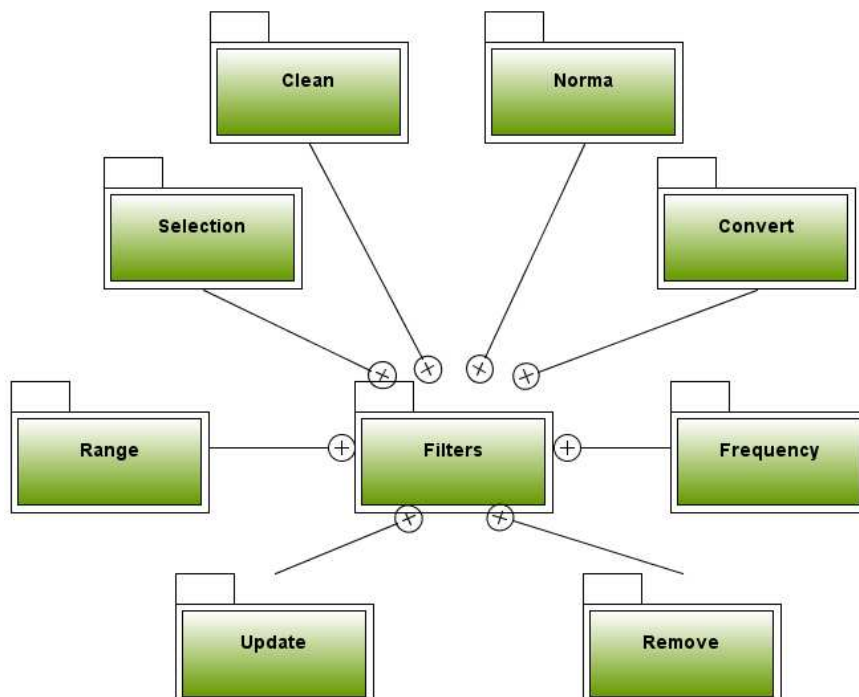 Clean
Norma
Selection
Convert
Range
Filters
Frequency
Update
Remove